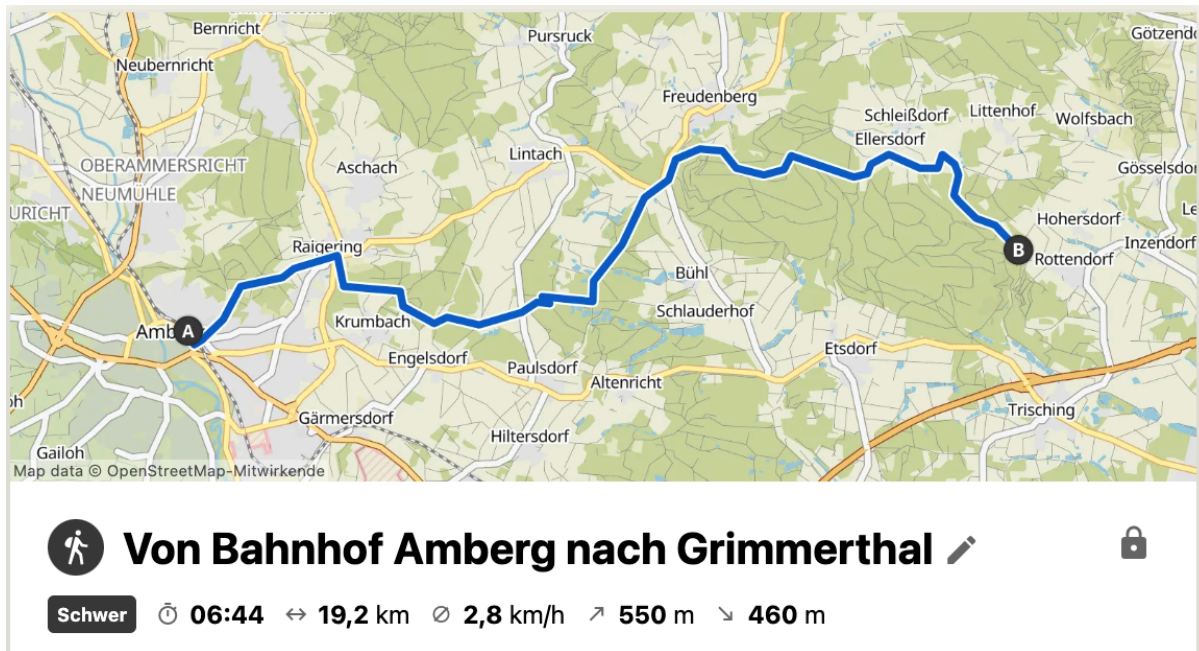 Bernricht
Pursruck
Götzend
Neubernricht
Freudenberg
Schleißdorf
Littenhof
Wolfsbach
Ellersdorf
Lintach
OBERAMMERSRICHT
Aschach
Gösselsdor
NEUMÜHLE
URICHT
Le
Hohersdorf
Raigering
Inzendorf
B
Rottendorf
Bühl
Schlauderhof
Krumbach
Amb
A
Etsdorf
Engelsdorf
Paulsdorf
Altenricht
Trisching
Gärmersdorf
Hiltersdorf
Gailoh
Map data © OpenStreetMap-Mitwirkende
Von Bahnhof Amberg nach Grimmerthal
Schwer 06:44 ↔ 19,2 km ∅ 2,8 km/h ↗ 550 m ↘ 460 m